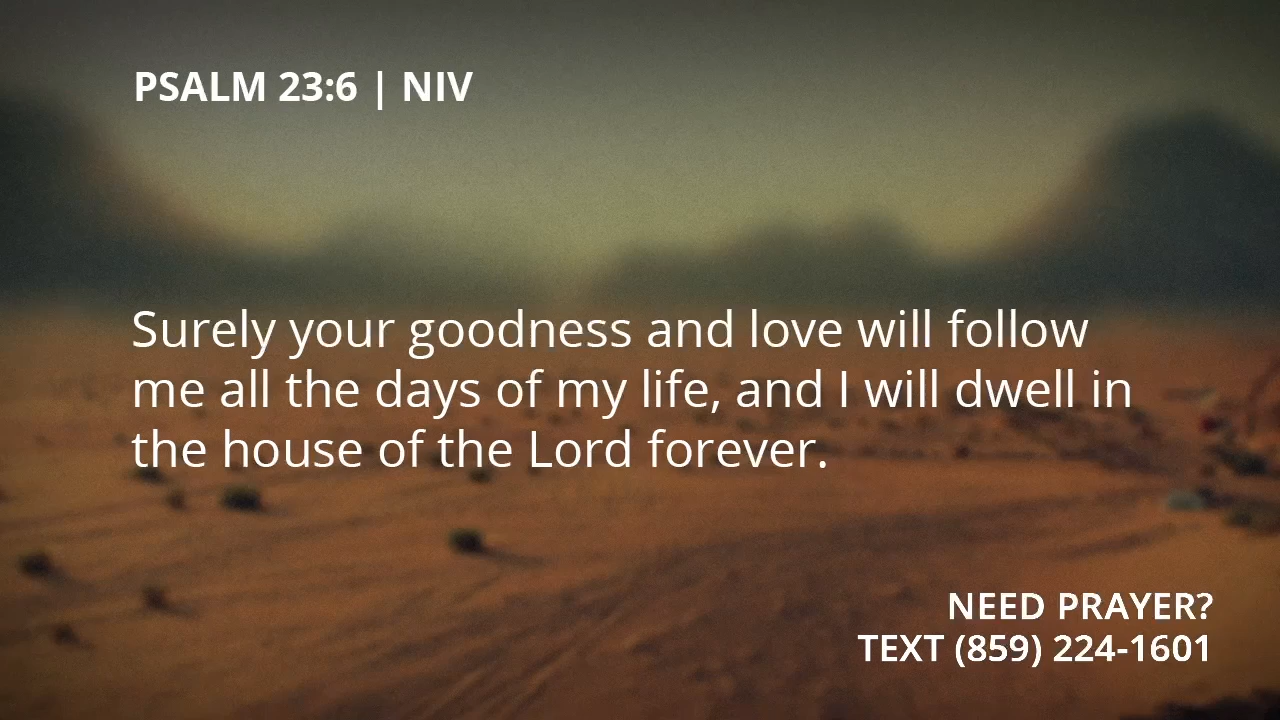 PSALM 23:6 | NIV
Surely your goodness and love will follow
me all the days of my life, and I will dwell in
the house of the Lord forever.
NEED PRAYER?
TEXT (859) 224-1601